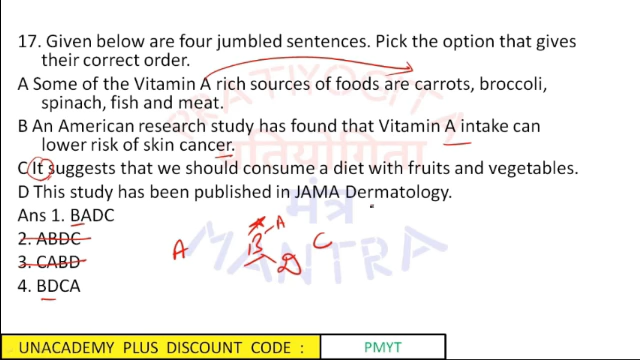 17. Given below are four jumbled sentences. Pick the option that gives
their correct order.
A Some of the Vitamin A rich sources of foods are carrots, broccoli,
spinach, fish and meat.
B An American research study has found that Vitamin A intake can
lower risk of skin cancer.
C It suggests that we should consume a diet with fruits and vegetables.
D This study has been published in JAMA Dermatology.
Ans 1. BADC
2. ABDC
3. CABD
4. BDCA
A B A D C
PRATIYOGITA
प्रतियोगिता
मंत्र
MANTRA
UNACADEMY PLUS DISCOUNT CODE : PMYT